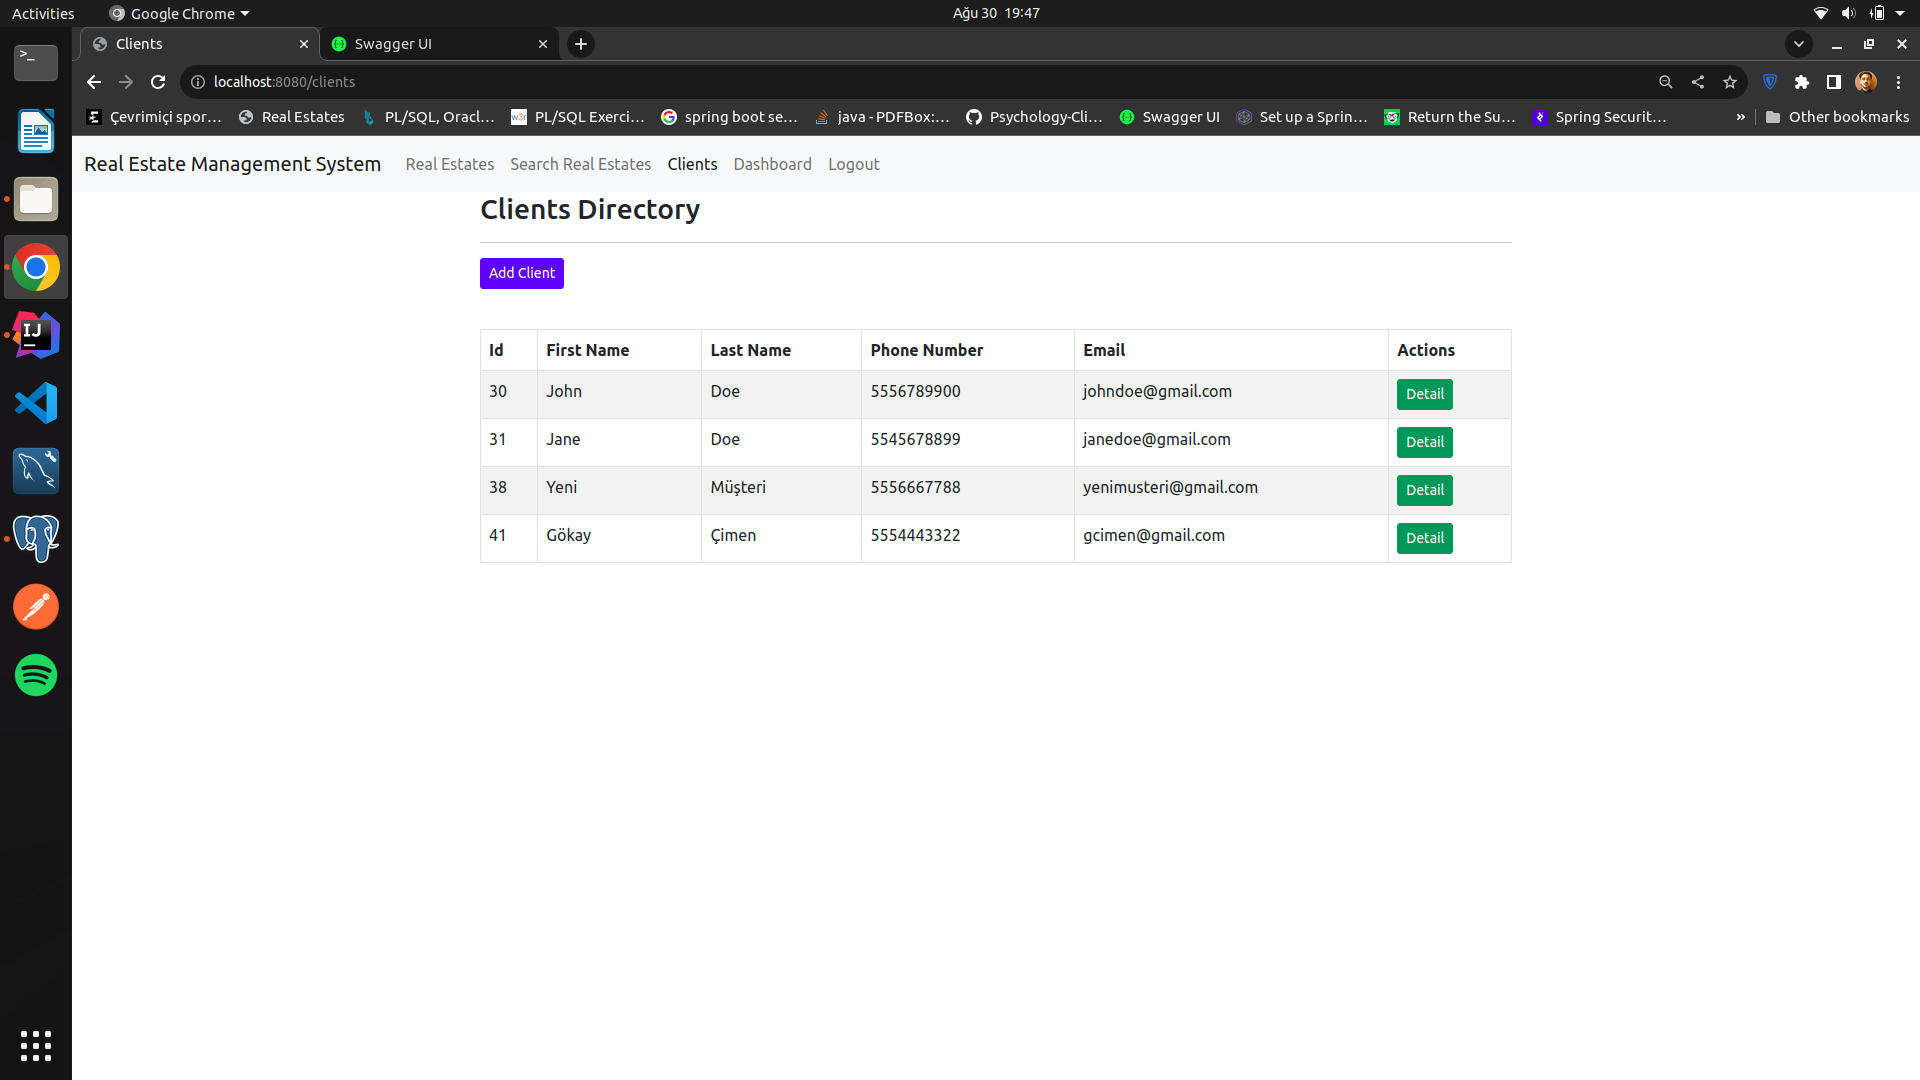 Activities Google Chrome Ağu 30 19:47
Clients Swagger UI
localhost:8080/clients
Çevrimiçi spor… Real Estates PL/SQL, Oracl… PL/SQL Exerci… spring boot se… java - PDFBox:… Psychology-Cli… Swagger UI Set up a Sprin… Return the Su… Spring Securit… » Other bookmarks
Real Estate Management System Real Estates Search Real Estates Clients Dashboard Logout
Clients Directory
Add Client
Id First Name Last Name Phone Number Email Actions
30 John Doe 5556789900 johndoe@gmail.com Detail
31 Jane Doe 5545678899 janedoe@gmail.com Detail
38 Yeni Müşteri 5556667788 yenimusteri@gmail.com Detail
41 Gökay Çimen 5554443322 gcimen@gmail.com Detail